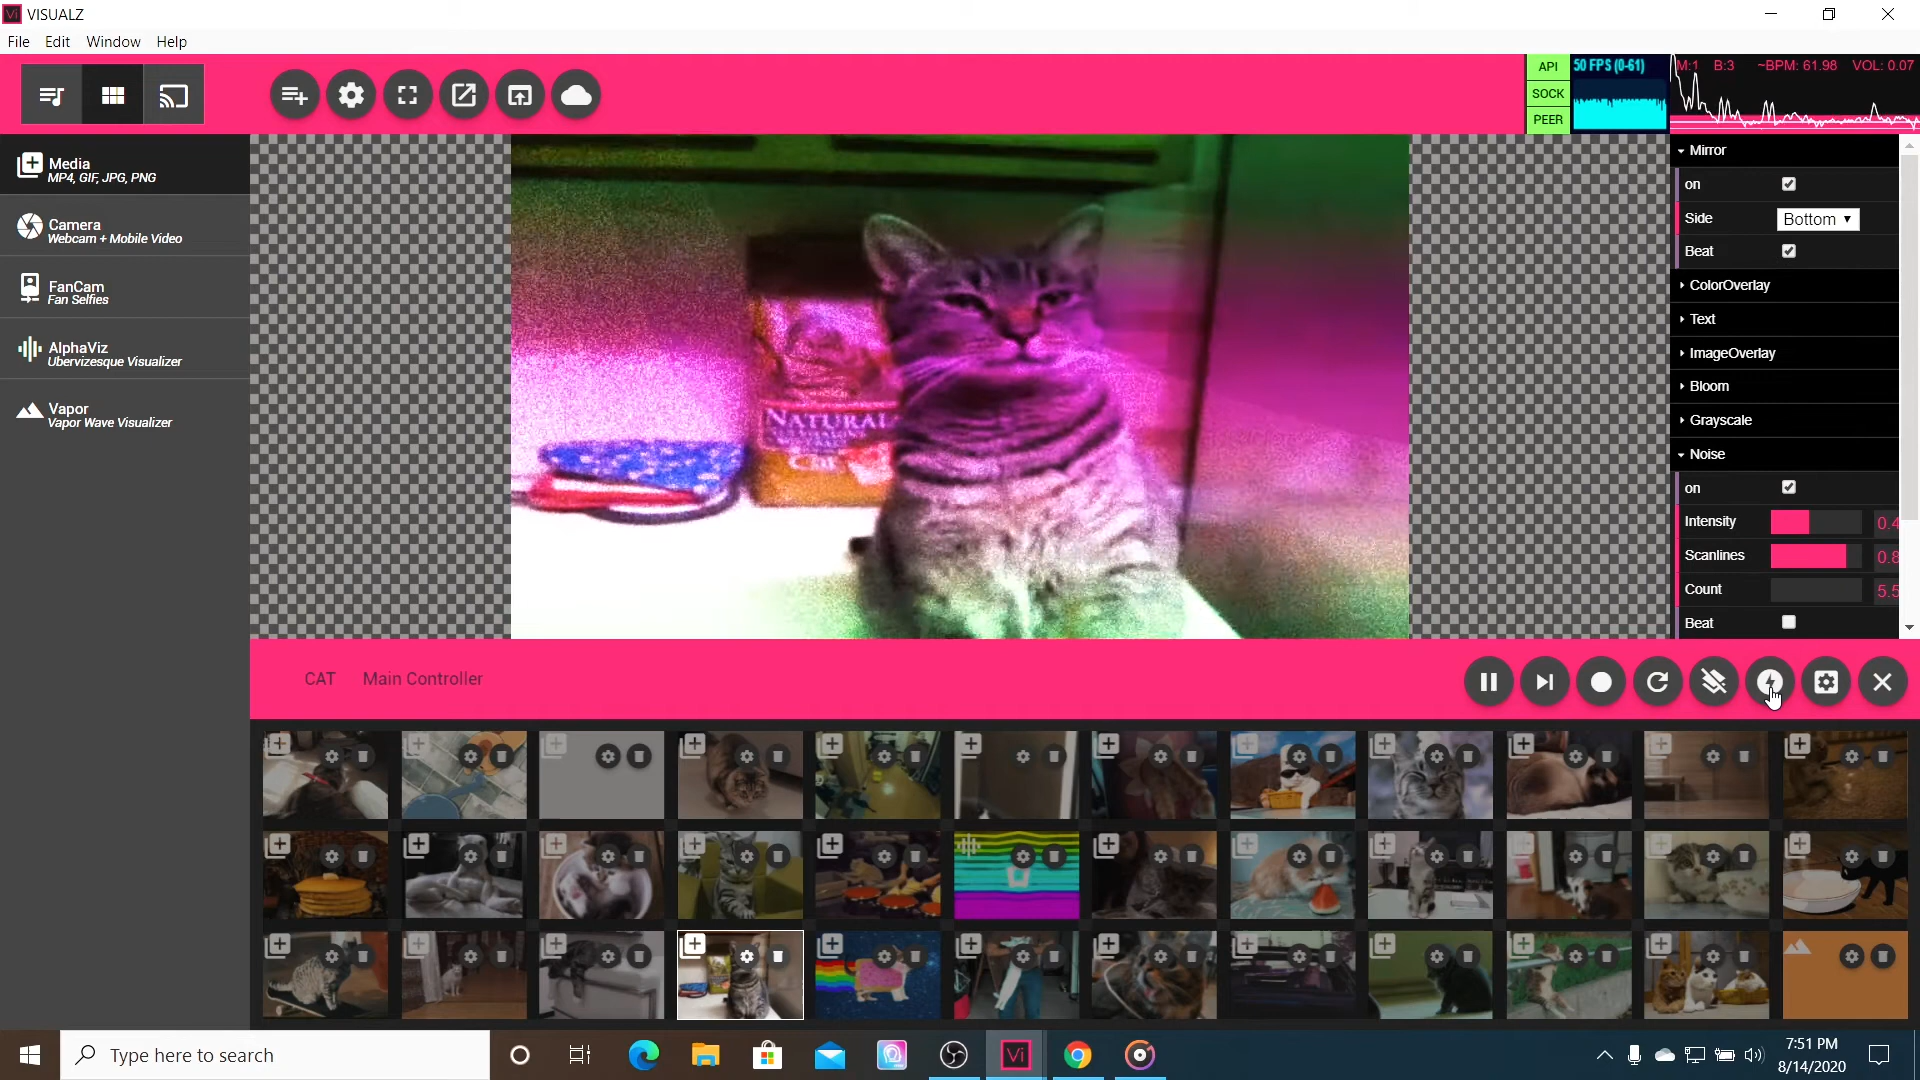 Vi VISUALZ
File Edit Window Help
API
SOCK
PEER
50 FPS (0-61)
M:1 B:3 ~BPM: 61.98 VOL: 0.07
Media
MP4, GIF, JPG, PNG
Camera
Webcam + Mobile Video
FanCam
Fan Selfies
AlphaViz
Ubervizesque Visualizer
Vapor
Vapor Wave Visualizer
NATURAL
Mirror
on
Side Bottom
Beat
ColorOverlay
Text
ImageOverlay
Bloom
Grayscale
Noise
on
Intensity 0.4
Scanlines 0.8
Count 5.5
Beat
CAT Main Controller
Type here to search
Vi
7:51 PM
8/14/2020